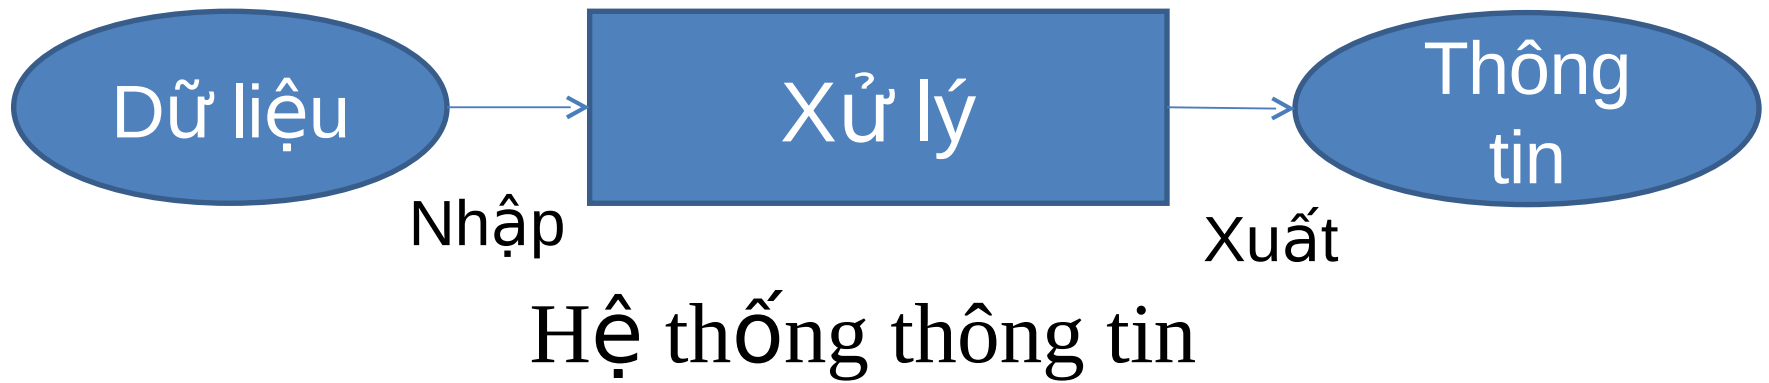 Dữ liệu
Xử lý
Thông
tin
Nhập
Xuất
Hệ thống thông tin